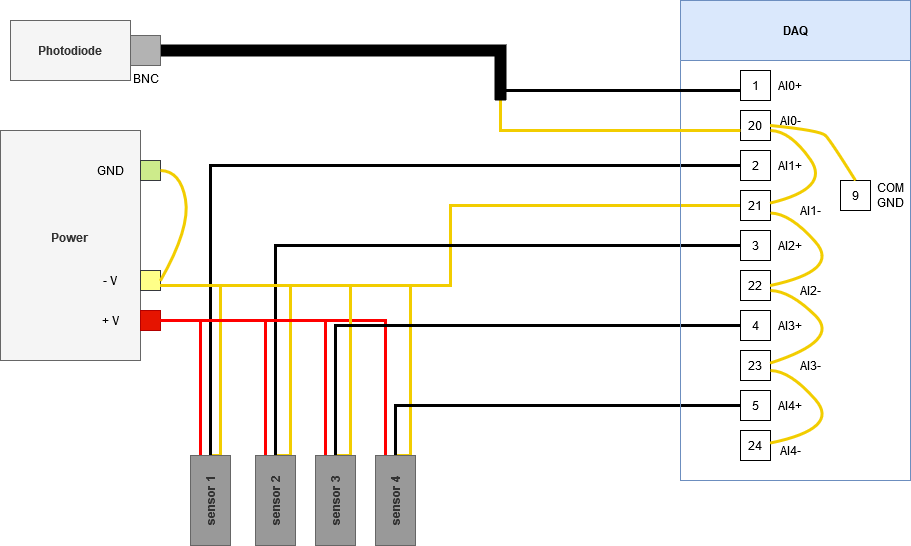 Photodiode
BNC
DAQ
1 AI0+
20 AI0-
2 AI1+
21 AI1-
9 COM
GND
3 AI2+
22 AI2-
4 AI3+
23 AI3-
5 AI4+
24 AI4-
GND
Power
- V
+ V
sensor 1
sensor 2
sensor 3
sensor 4